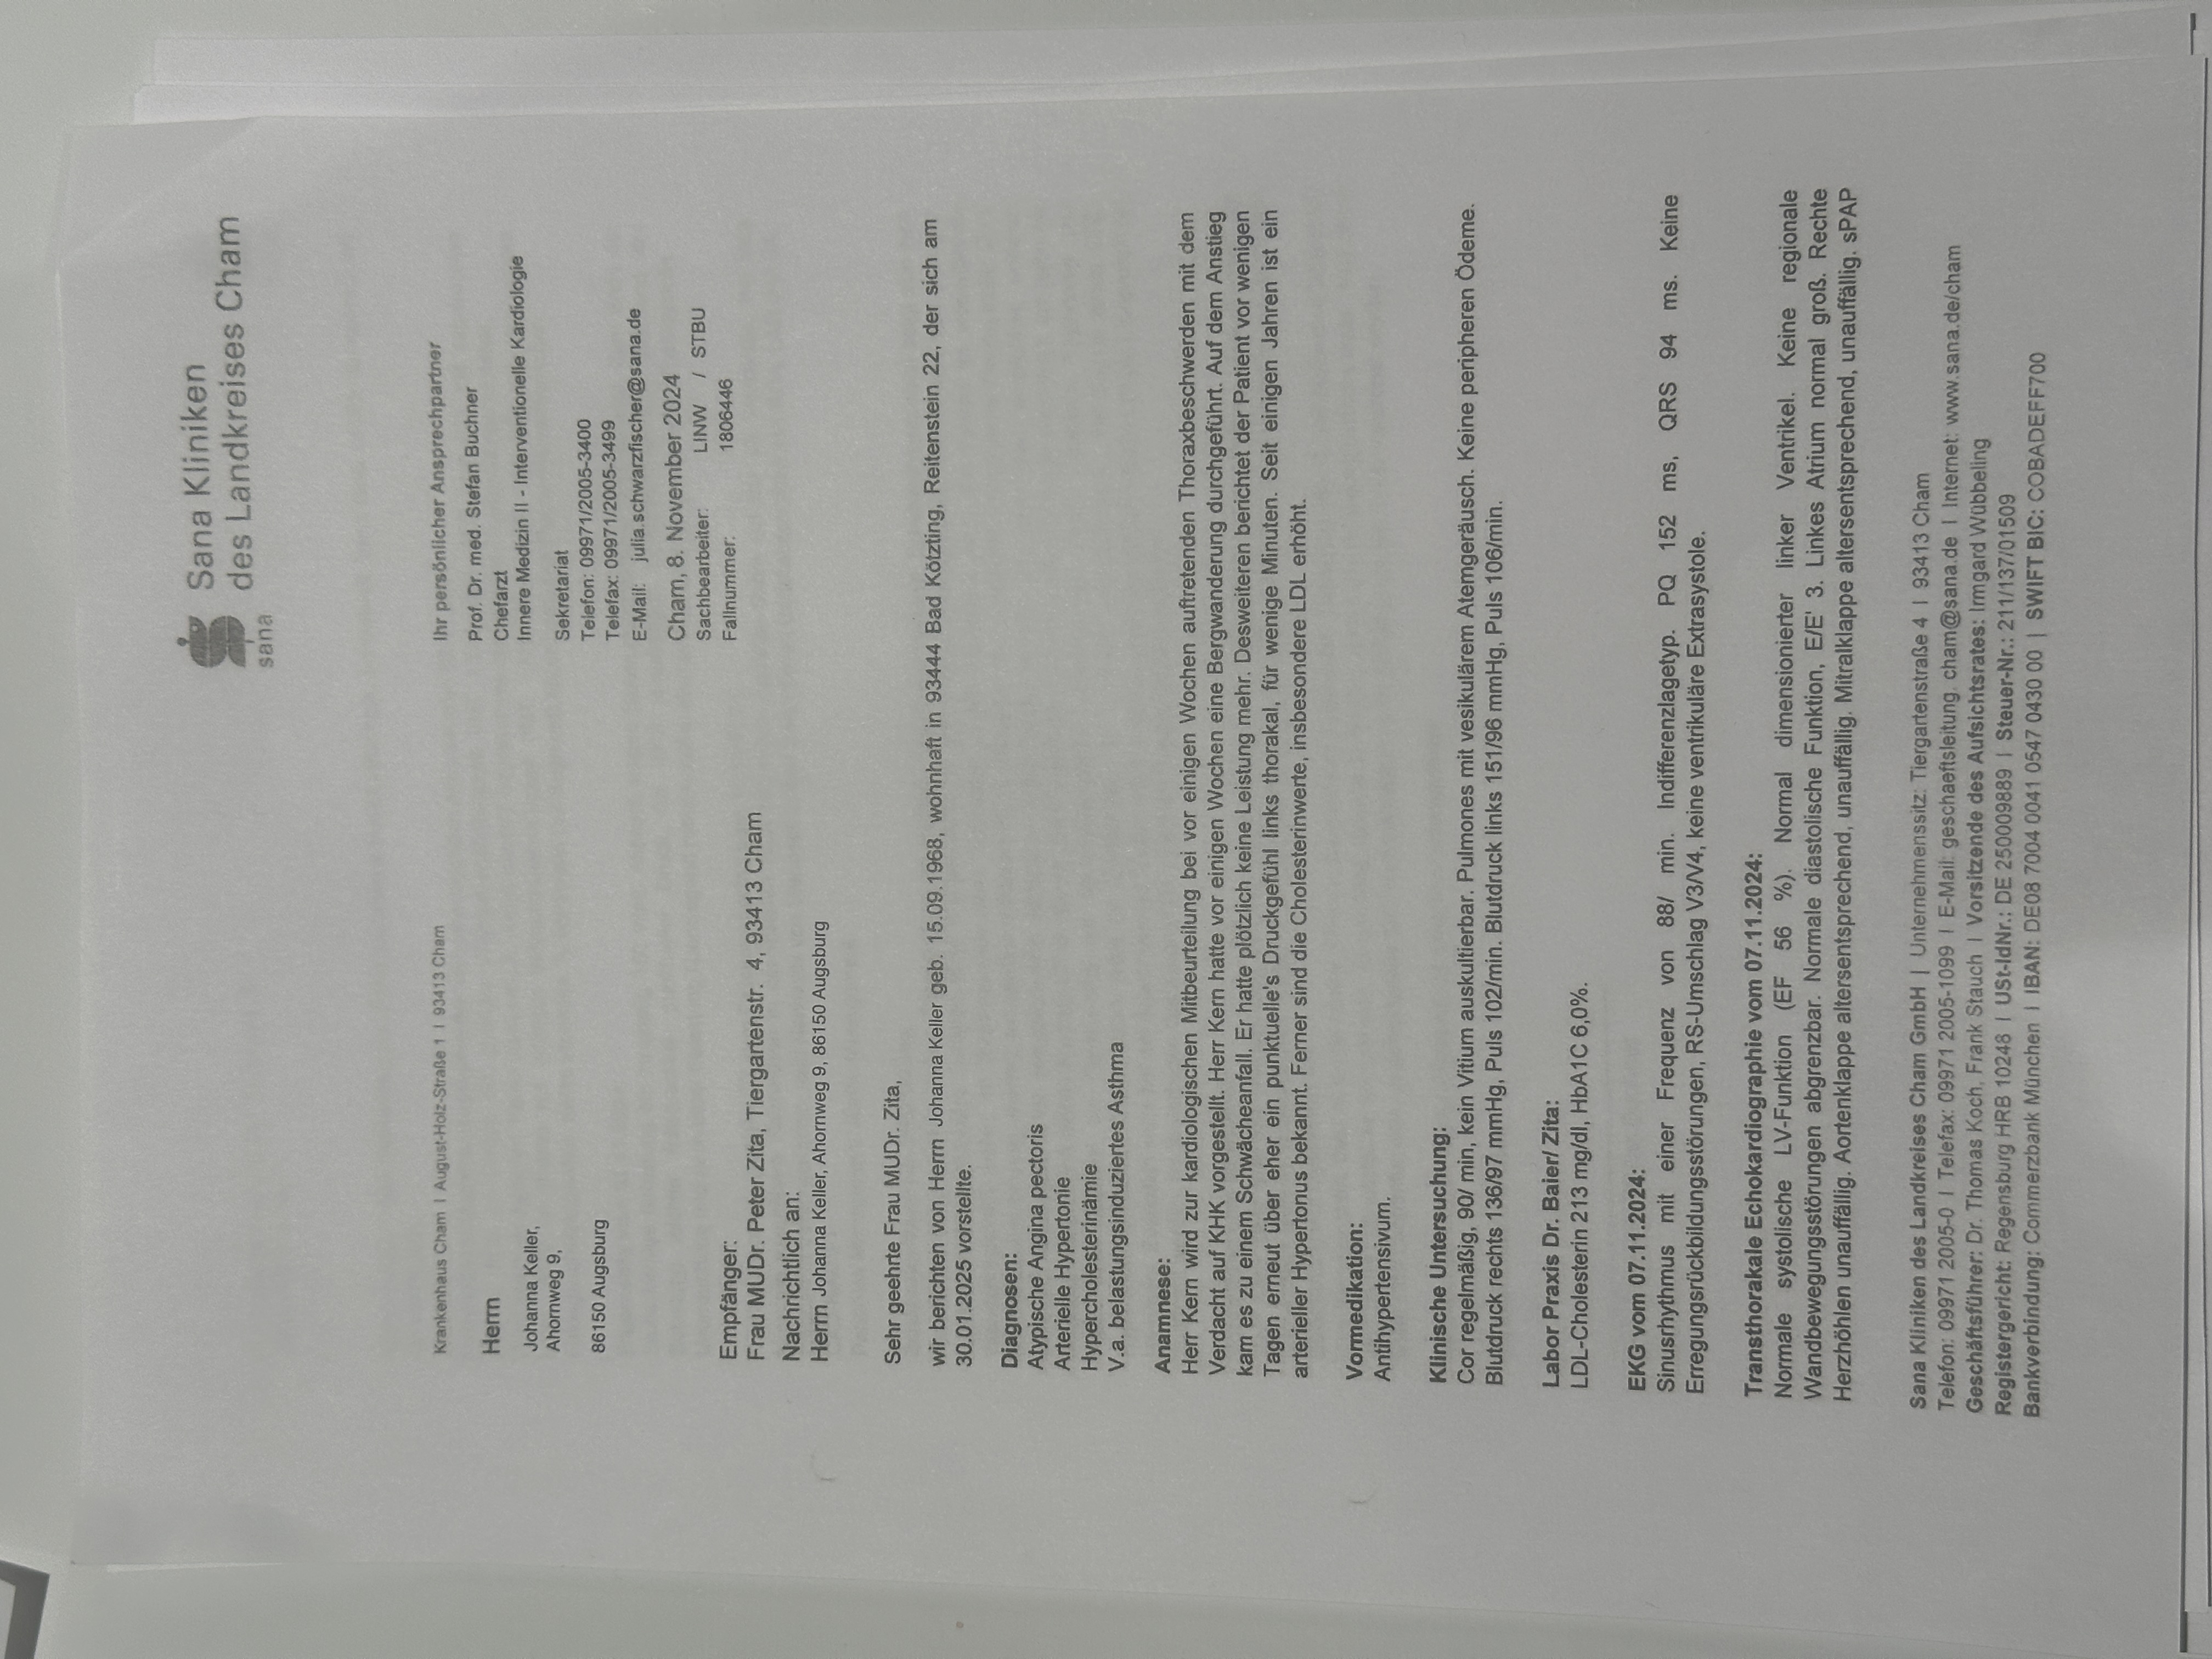 Sana Kliniken
des Landkreises Cham
sana
Krankenhaus Cham | August-Holz-Straße 1 | 93413 Cham
Herrn
Johanna Keller,
Ahornweg 9,
86150 Augsburg
Ihr persönlicher Ansprechpartner
Prof. Dr. med. Stefan Buchner
Chefarzt
Innere Medizin II - Interventionelle Kardiologie
Sekretariat
Telefon: 09971/2005-3400
Telefax: 09971/2005-3499
E-Mail: julia.schwarzfischer@sana.de
Cham, 8. November 2024
Sachbearbeiter: LINW / STBU
Fallnummer: 1806446
Empfänger:
Frau MUDr. Peter Zita, Tiergartenstr. 4, 93413 Cham
Nachrichtlich an:
Herrn Johanna Keller, Ahornweg 9, 86150 Augsburg
Sehr geehrte Frau MUDr. Zita,
wir berichten von Herrn Johanna Keller geb. 15.09.1968, wohnhaft in 93444 Bad Kötzting, Reitenstein 22, der sich am
30.01.2025 vorstellte.
Diagnosen:
Atypische Angina pectoris
Arterielle Hypertonie
Hypercholesterinämie
V.a. belastungsinduziertes Asthma
Anamnese:
Herr Kern wird zur kardiologischen Mitbeurteilung bei vor einigen Wochen auftretenden Thoraxbeschwerden mit dem
Verdacht auf KHK vorgestellt. Herr Kern hatte vor einigen Wochen eine Bergwanderung durchgeführt. Auf dem Anstieg
kam es zu einem Schwächeanfall. Er hatte plötzlich keine Leistung mehr. Desweiteren berichtet der Patient vor wenigen
Tagen erneut über eher ein punktuelle's Druckgefühl links thorakal, für wenige Minuten. Seit einigen Jahren ist ein
arterieller Hypertonus bekannt. Ferner sind die Cholesterinwerte, insbesondere LDL erhöht.
Vormedikation:
Antihypertensivum.
Klinische Untersuchung:
Cor regelmäßig, 90/ min, kein Vitium auskultierbar. Pulmones mit vesikulärem Atemgeräusch. Keine peripheren Ödeme.
Blutdruck rechts 136/97 mmHg, Puls 102/min. Blutdruck links 151/96 mmHg, Puls 106/min.
Labor Praxis Dr. Baier/ Zita:
LDL-Cholesterin 213 mg/dl, HbA1C 6,0%.
EKG vom 07.11.2024:
Sinusrhythmus mit einer Frequenz von 88/ min. Indifferenzlagetyp. PQ 152 ms, QRS 94 ms. Keine
Erregungsrückbildungsstörungen, RS-Umschlag V3/V4, keine ventrikuläre Extrasystole.
Transthorakale Echokardiographie vom 07.11.2024:
Normale systolische LV-Funktion (EF 56 %). Normal dimensionierter linker Ventrikel. Keine regionale
Wandbewegungsstörungen abgrenzbar. Normale diastolische Funktion, E/E' 3. Linkes Atrium normal groß. Rechte
Herzhöhlen unauffällig. Aortenklappe altersentsprechend, unauffällig. Mitralklappe altersentsprechend, unauffällig. sPAP
Sana Kliniken des Landkreises Cham GmbH | Unternehmenssitz: Tiergartenstraße 4 | 93413 Cham
Telefon: 09971 2005-0 | Telefax: 09971 2005-1099 | E-Mail: geschaeftsleitung. cham@sana.de | Internet: www.sana.de/cham
Geschäftsführer: Dr. Thomas Koch, Frank Stauch | Vorsitzende des Aufsichtsrates: Irmgard Wübbeling
Registergericht: Regensburg HRB 10248 | USt-IdNr.: DE 250009889 | Steuer-Nr.: 211/137/01509
Bankverbindung: Commerzbank München | IBAN: DE08 7004 0041 0547 0430 00 | SWIFT BIC: COBADEFF700